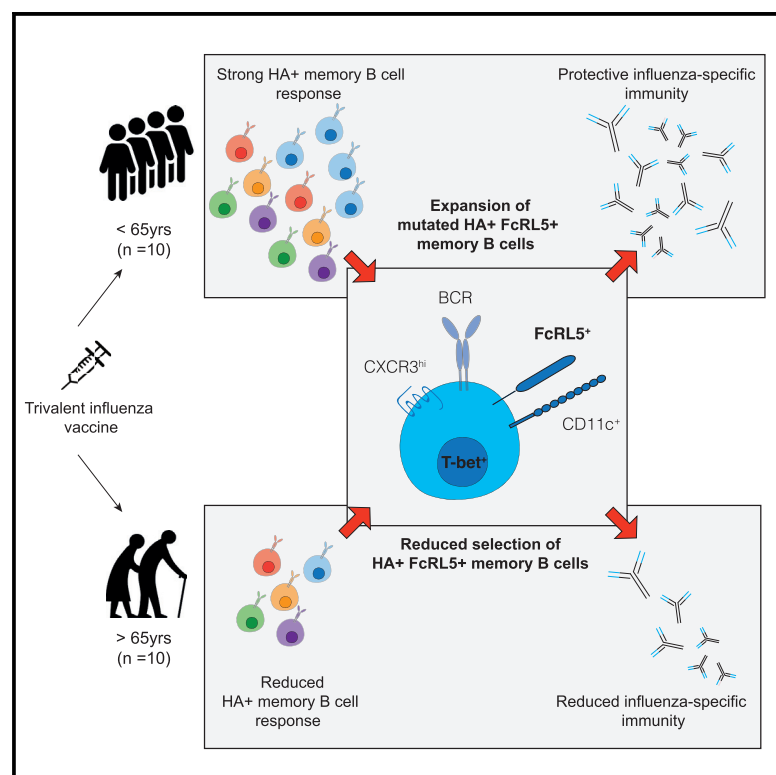 Strong HA+ memory B cell
response
Protective influenza-specific
immunity
< 65yrs
(n =10)
Expansion of
mutated HA+ FcRL5+
memory B cells
BCR
FcRL5⁺
CXCR3ʰⁱ
CD11c⁺
T-bet⁺
Trivalent influenza
vaccine
Reduced selection of
HA+ FcRL5+ memory B cells
> 65yrs
(n =10)
Reduced
HA+ memory B cell
response
Reduced influenza-specific
immunity